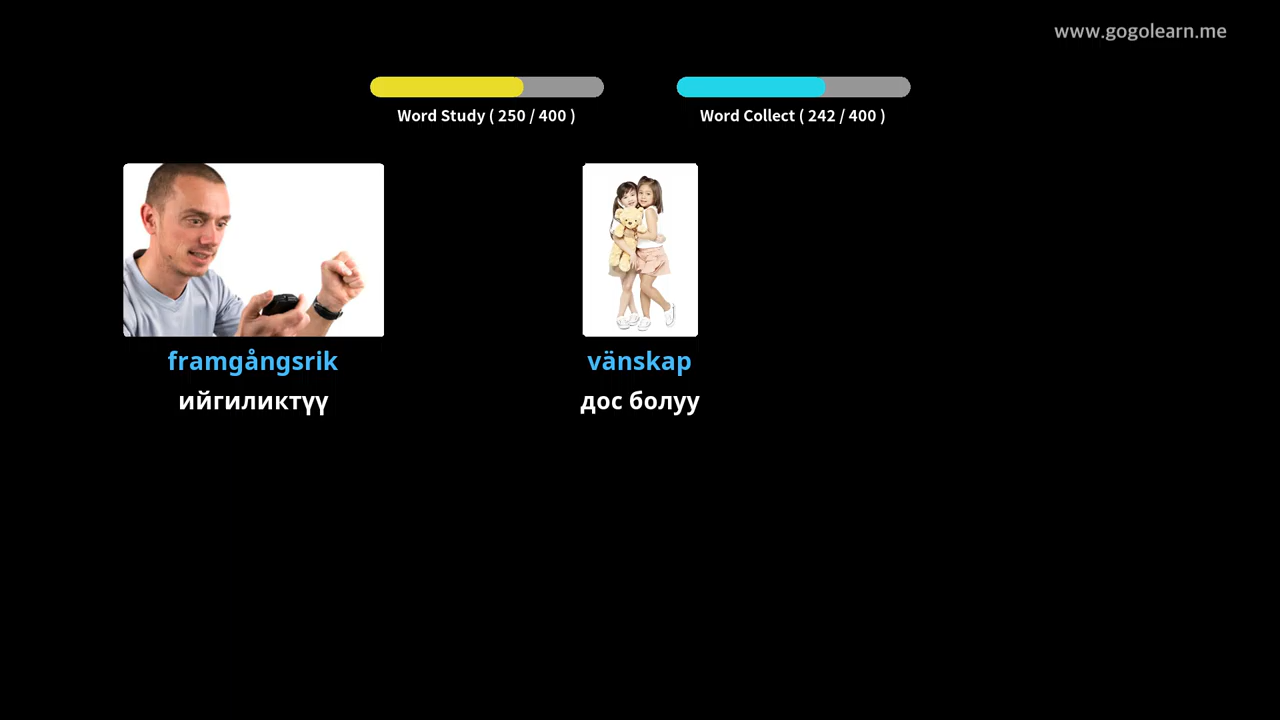 www.gogolearn.me
Word Study ( 250 / 400 )
Word Collect ( 242 / 400 )
framgångsrik
ийгиликтүү
vänskap
дос болуу